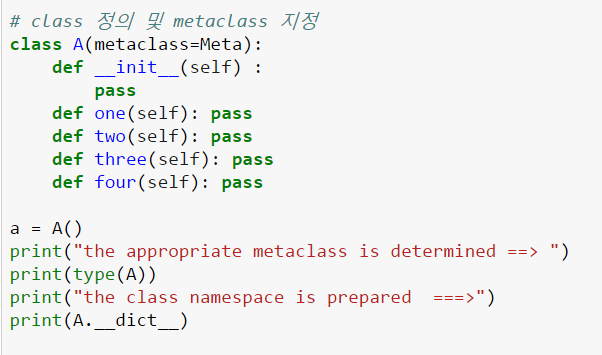 # class 정의 및 metaclass 지정
class A(metaclass=Meta):
    def __init__(self) :
        pass
    def one(self): pass
    def two(self): pass
    def three(self): pass
    def four(self): pass

a = A()
print("the appropriate metaclass is determined ==> ")
print(type(A))
print("the class namespace is prepared  ===>")
print(A.__dict__)